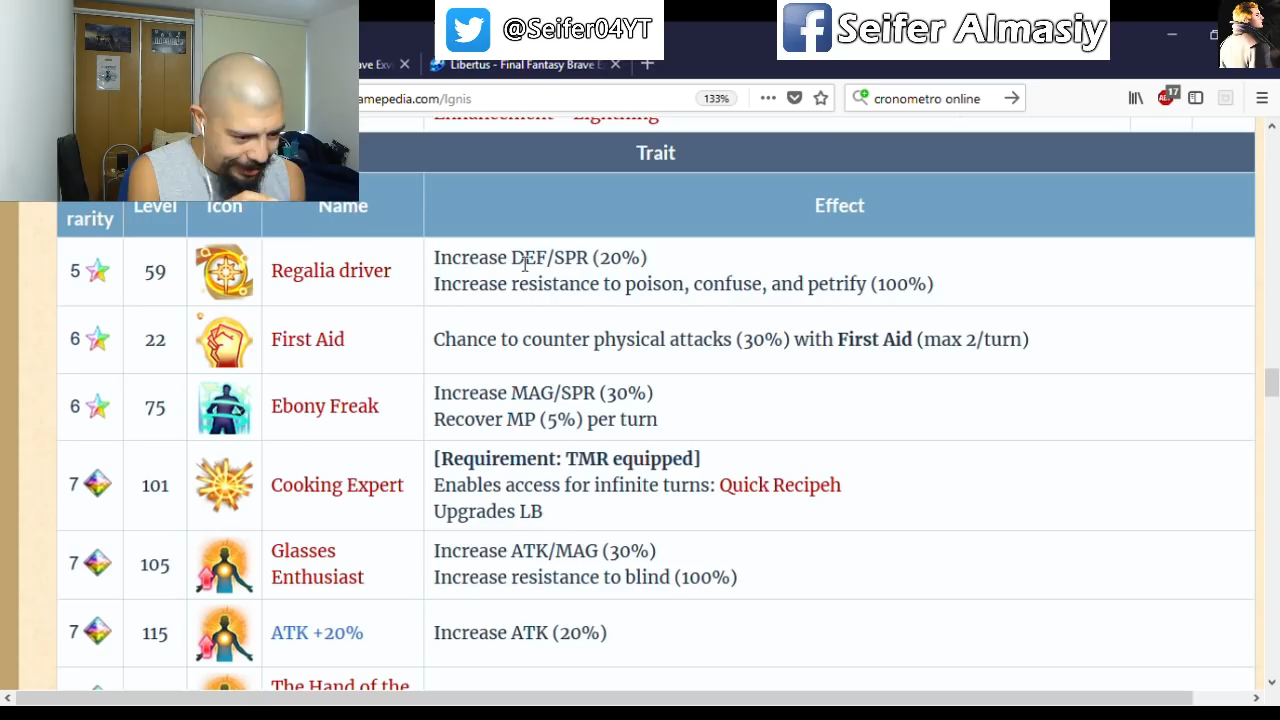 @Seifer04YT
Seifer Almasiy
ave Exv
Libertus - Final Fantasy Brave E
amepedia.com/Ignis
133%
cronometro online
17
Trait
rarity
Level
Icon
Name
Effect
5
59
Regalia driver
Increase DEF/SPR (20%)
Increase resistance to poison, confuse, and petrify (100%)
6
22
First Aid
Chance to counter physical attacks (30%) with First Aid (max 2/turn)
6
75
Ebony Freak
Increase MAG/SPR (30%)
Recover MP (5%) per turn
7
101
Cooking Expert
[Requirement: TMR equipped]
Enables access for infinite turns: Quick Recipeh
Upgrades LB
7
105
Glasses
Enthusiast
Increase ATK/MAG (30%)
Increase resistance to blind (100%)
7
115
ATK +20%
Increase ATK (20%)
The Hand of the